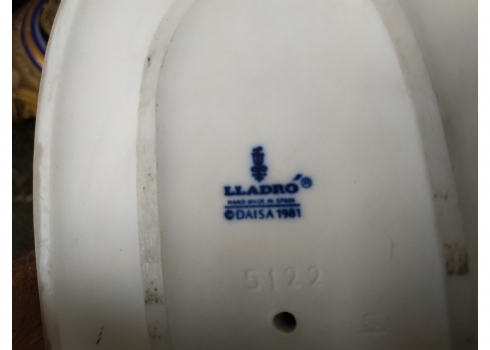 LLADRÓ®
HAND MADE IN SPAIN
© DAISA 1981
5122